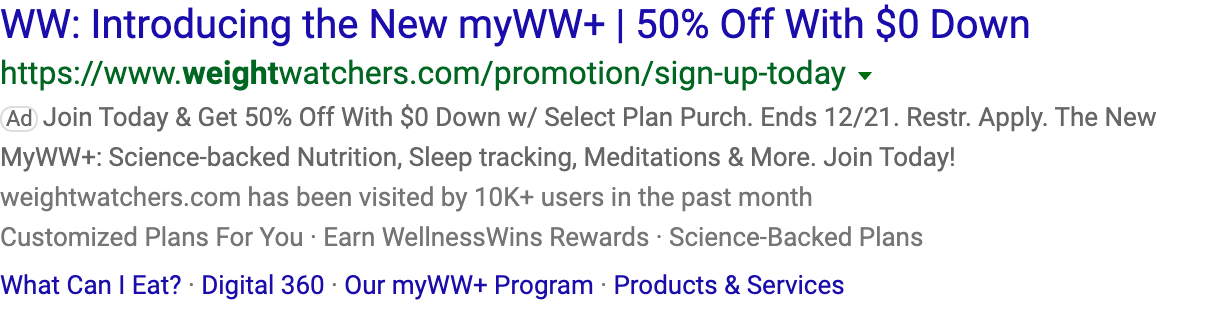 WW: Introducing the New myWW+ | 50% Off With $0 Down
https://www.weightwatchers.com/promotion/sign-up-today
Ad Join Today & Get 50% Off With $0 Down w/ Select Plan Purch. Ends 12/21. Restr. Apply. The New
MyWW+: Science-backed Nutrition, Sleep tracking, Meditations & More. Join Today!
weightwatchers.com has been visited by 10K+ users in the past month
Customized Plans For You · Earn WellnessWins Rewards · Science-Backed Plans
What Can I Eat? · Digital 360 · Our myWW+ Program · Products & Services